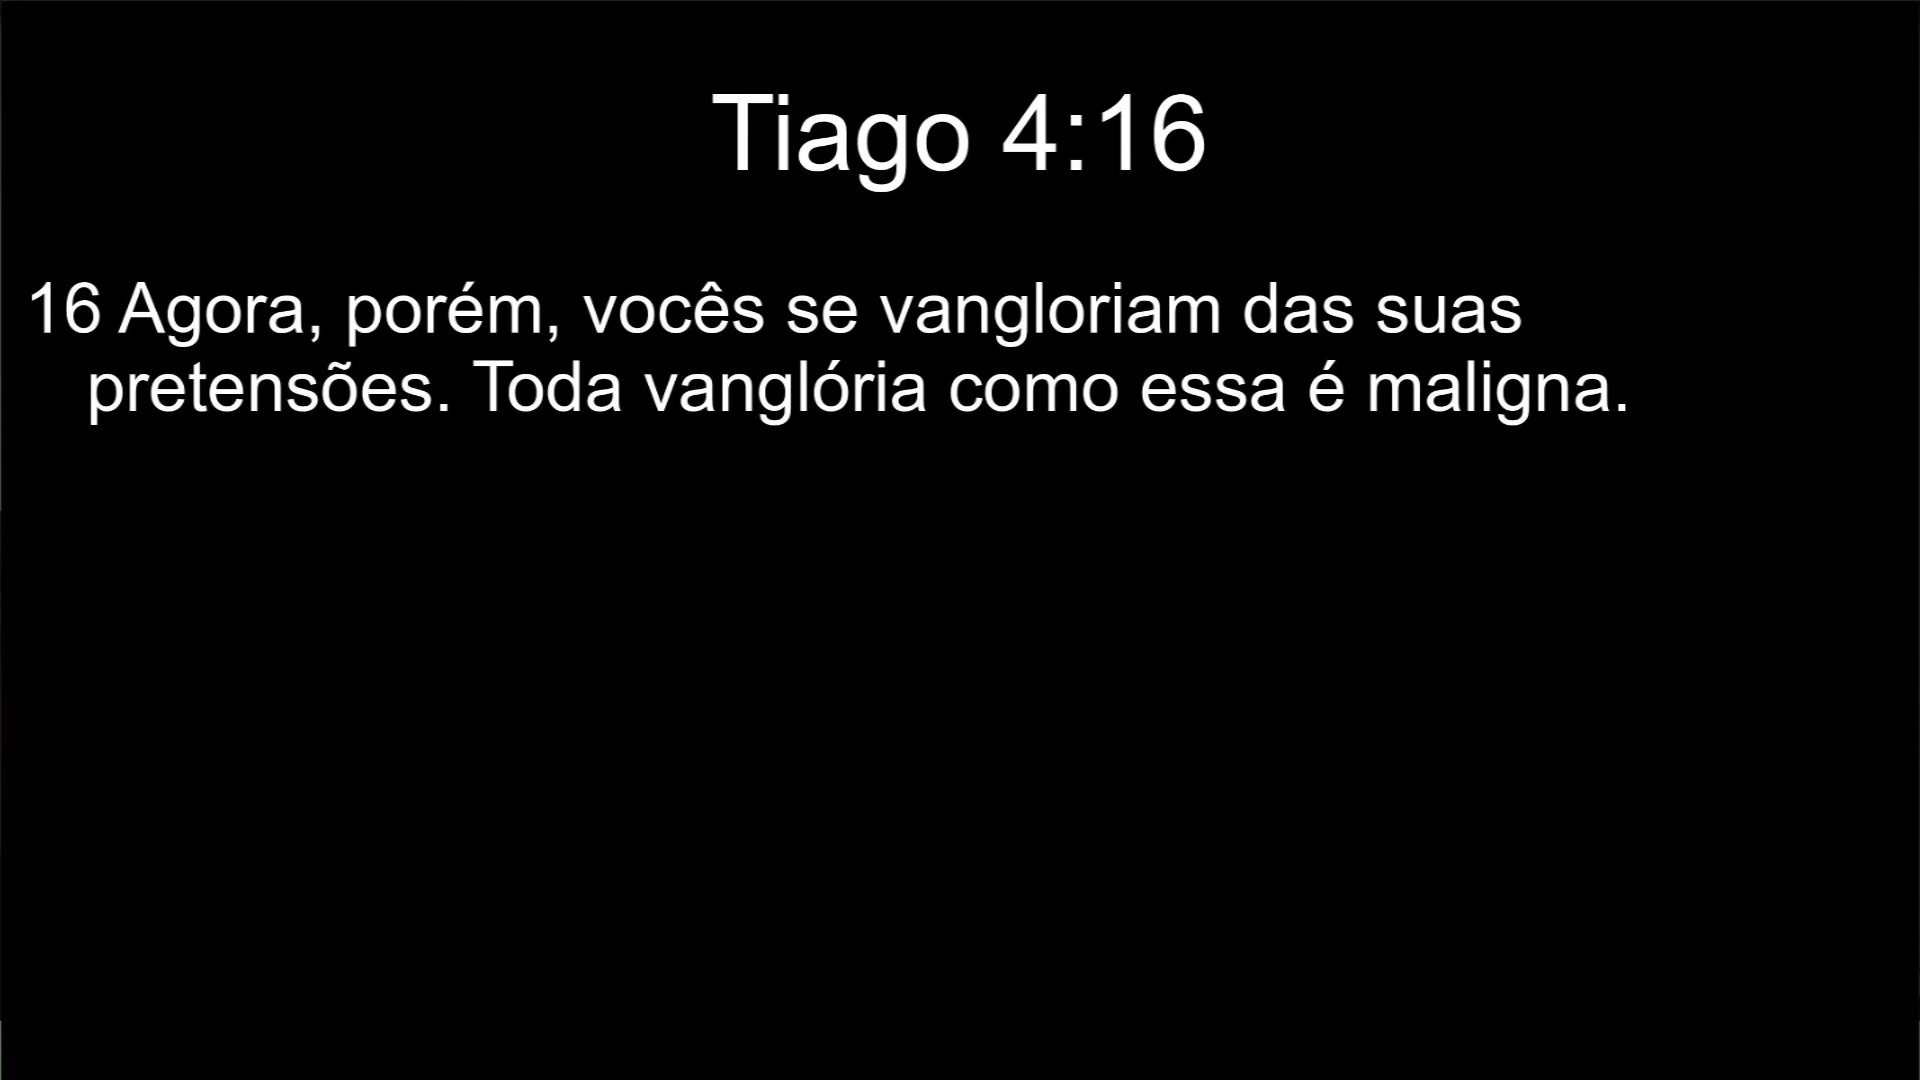 Tiago 4:16
16 Agora, porém, vocês se vangloriam das suas
pretensões. Toda vanglória como essa é maligna.